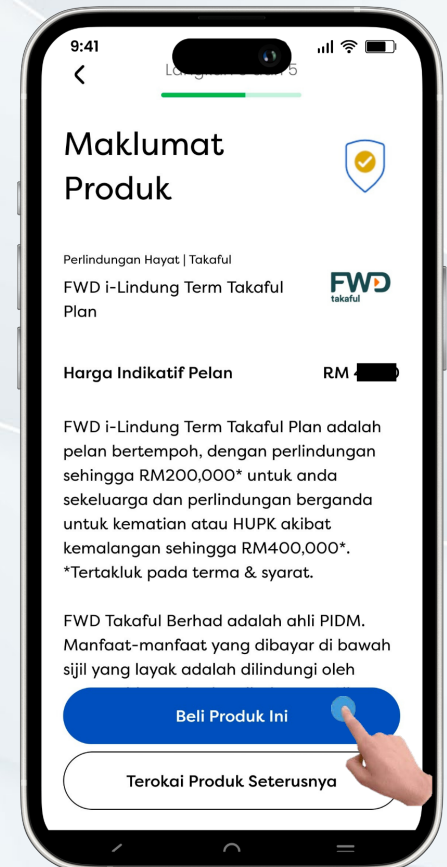 9:41
5
Maklumat
Produk
Perlindungan Hayat | Takaful
FWD i-Lindung Term Takaful
Plan
FWD
takaful
Harga Indikatif Pelan RM
FWD i-Lindung Term Takaful Plan adalah
pelan bertempoh, dengan perlindungan
sehingga RM200,000* untuk anda
sekeluarga dan perlindungan berganda
untuk kematian atau HUPK akibat
kemalangan sehingga RM400,000*.
*Tertakluk pada terma & syarat.
FWD Takaful Berhad adalah ahli PIDM.
Manfaat-manfaat yang dibayar di bawah
sijil yang layak adalah dilindungi oleh
Beli Produk Ini
Terokai Produk Seterusnya